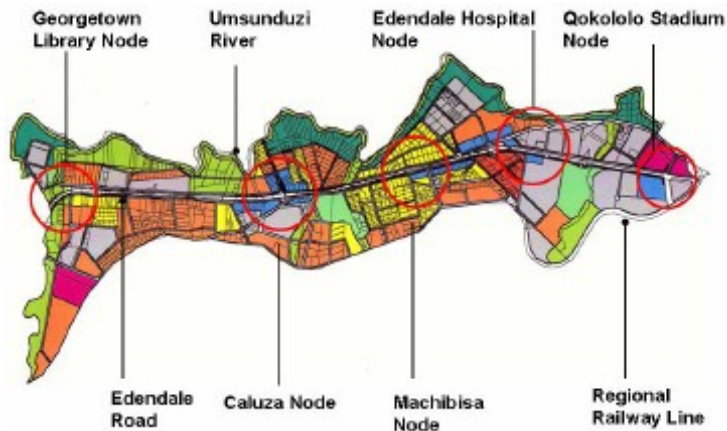 Georgetown
Library Node
Umsunduzi
River
Edendale Hospital
Node
Qokololo Stadium
Node
Edendale
Road
Caluza Node
Machibisa
Node
Regional
Railway Line